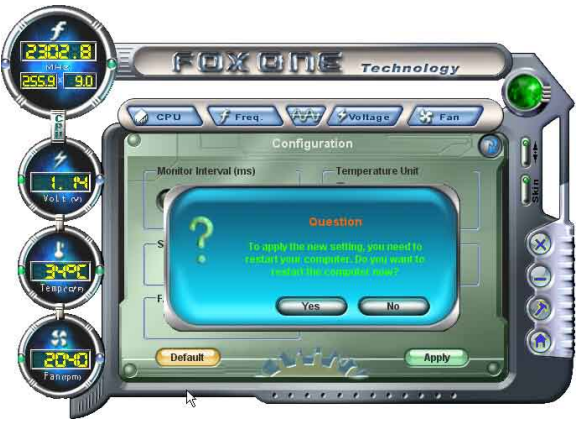 2302.8
MHz
255.9 x 9.0
CPU
1.14
Volt. (V)
34°C
Temp(°C/°F)
2040
Fan(rpm)
FOX ONE Technology
CPU
Freq.
Voltage
Fan
Configuration
Monitor Interval (ms)
Temperature Unit
S
F
Question
To apply the new setting, you need to
restart your computer. Do you want to
restart the computer now?
Yes
No
Default
Apply
Skin